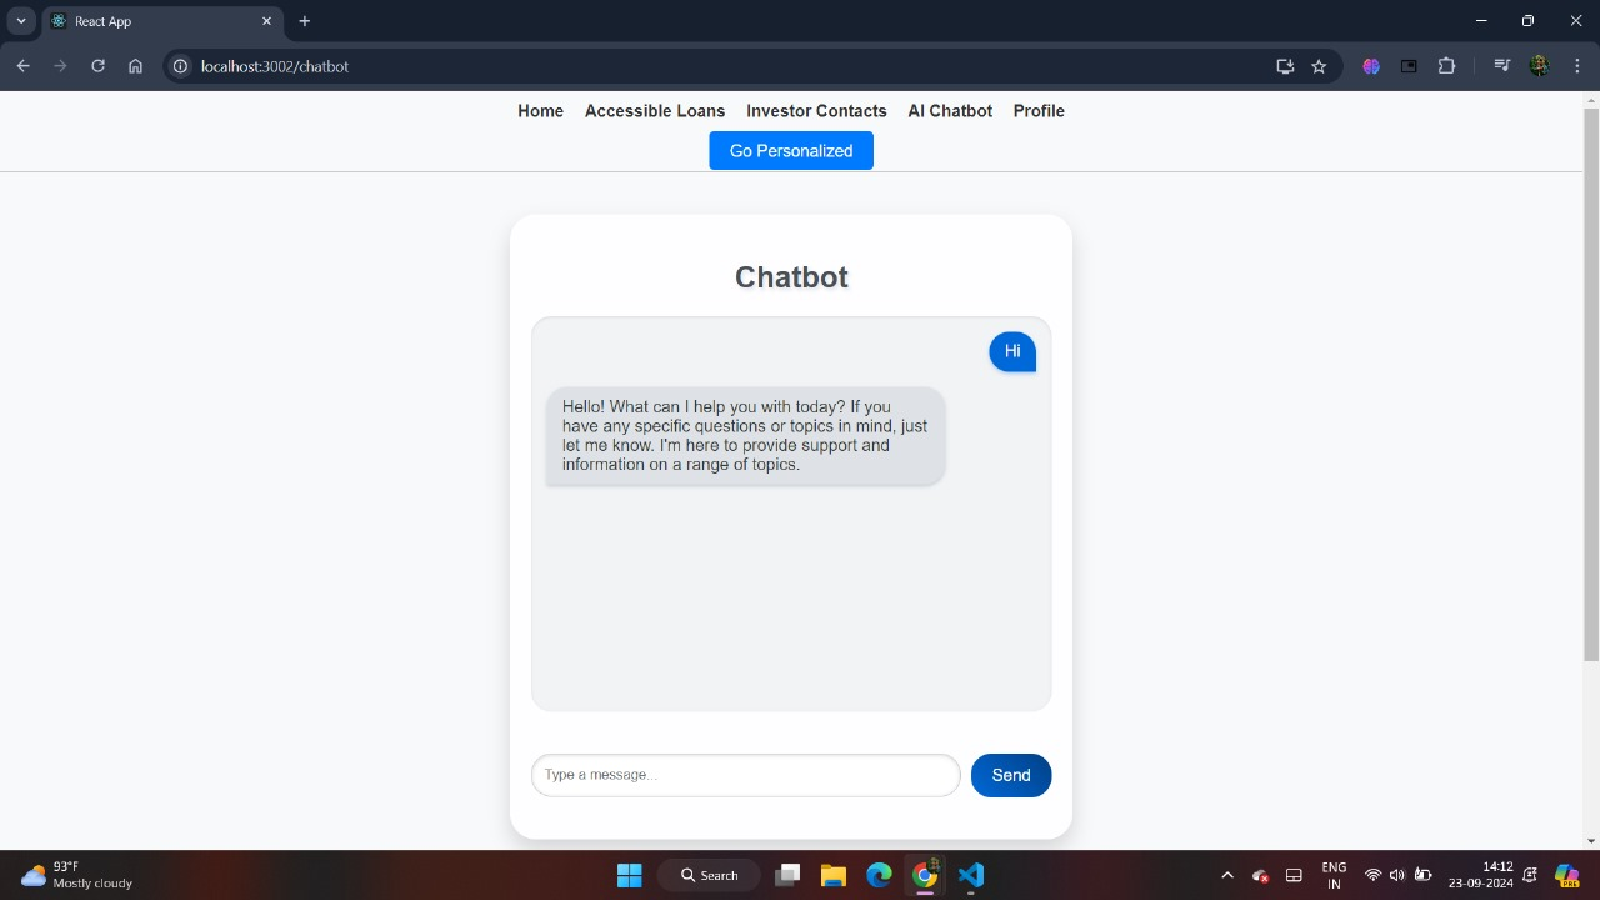 React App
localhost:3002/chatbot
Home Accessible Loans Investor Contacts AI Chatbot Profile
Go Personalized
Chatbot
Hi
Hello! What can I help you with today? If you
have any specific questions or topics in mind, just
let me know. I'm here to provide support and
information on a range of topics.
Type a message...
Send
93°F
Mostly cloudy
Search
ENG
IN
14:12
23-09-2024
PRE